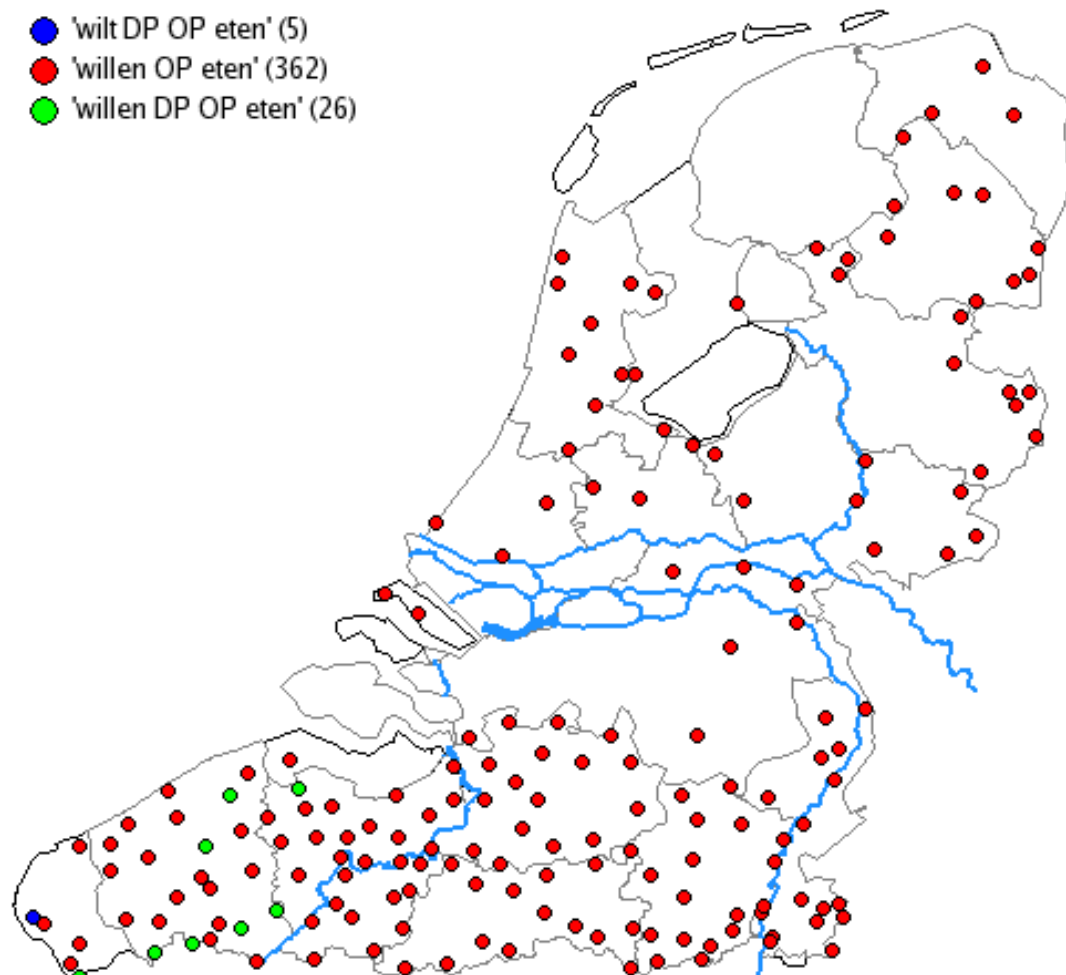 'wilt DP OP eten' (5)
'willen OP eten' (362)
'willen DP OP eten' (26)